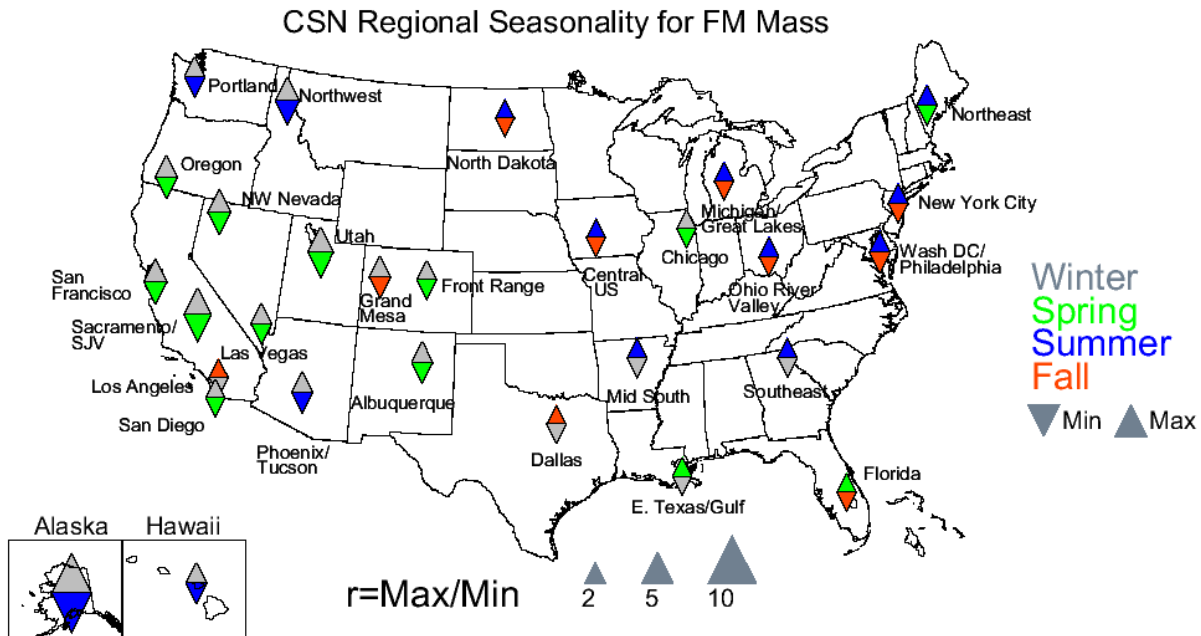 CSN Regional Seasonality for FM Mass
Portland
Northwest
Northeast
North Dakota
Oregon
NW Nevada
Michigan/
Great Lakes
New York City
Utah
Chicago
Wash DC/
Philadelphia
San
Francisco
Grand
Mesa
Front Range
Central
US
Ohio River
Valley
Winter
Spring
Summer
Fall
Min
Max
Sacramento/
SJV
Las Vegas
Los Angeles
San Diego
Albuquerque
Mid South
Southeast
Phoenix/
Tucson
Dallas
Florida
E. Texas/Gulf
Alaska
Hawaii
r=Max/Min
2
5
10